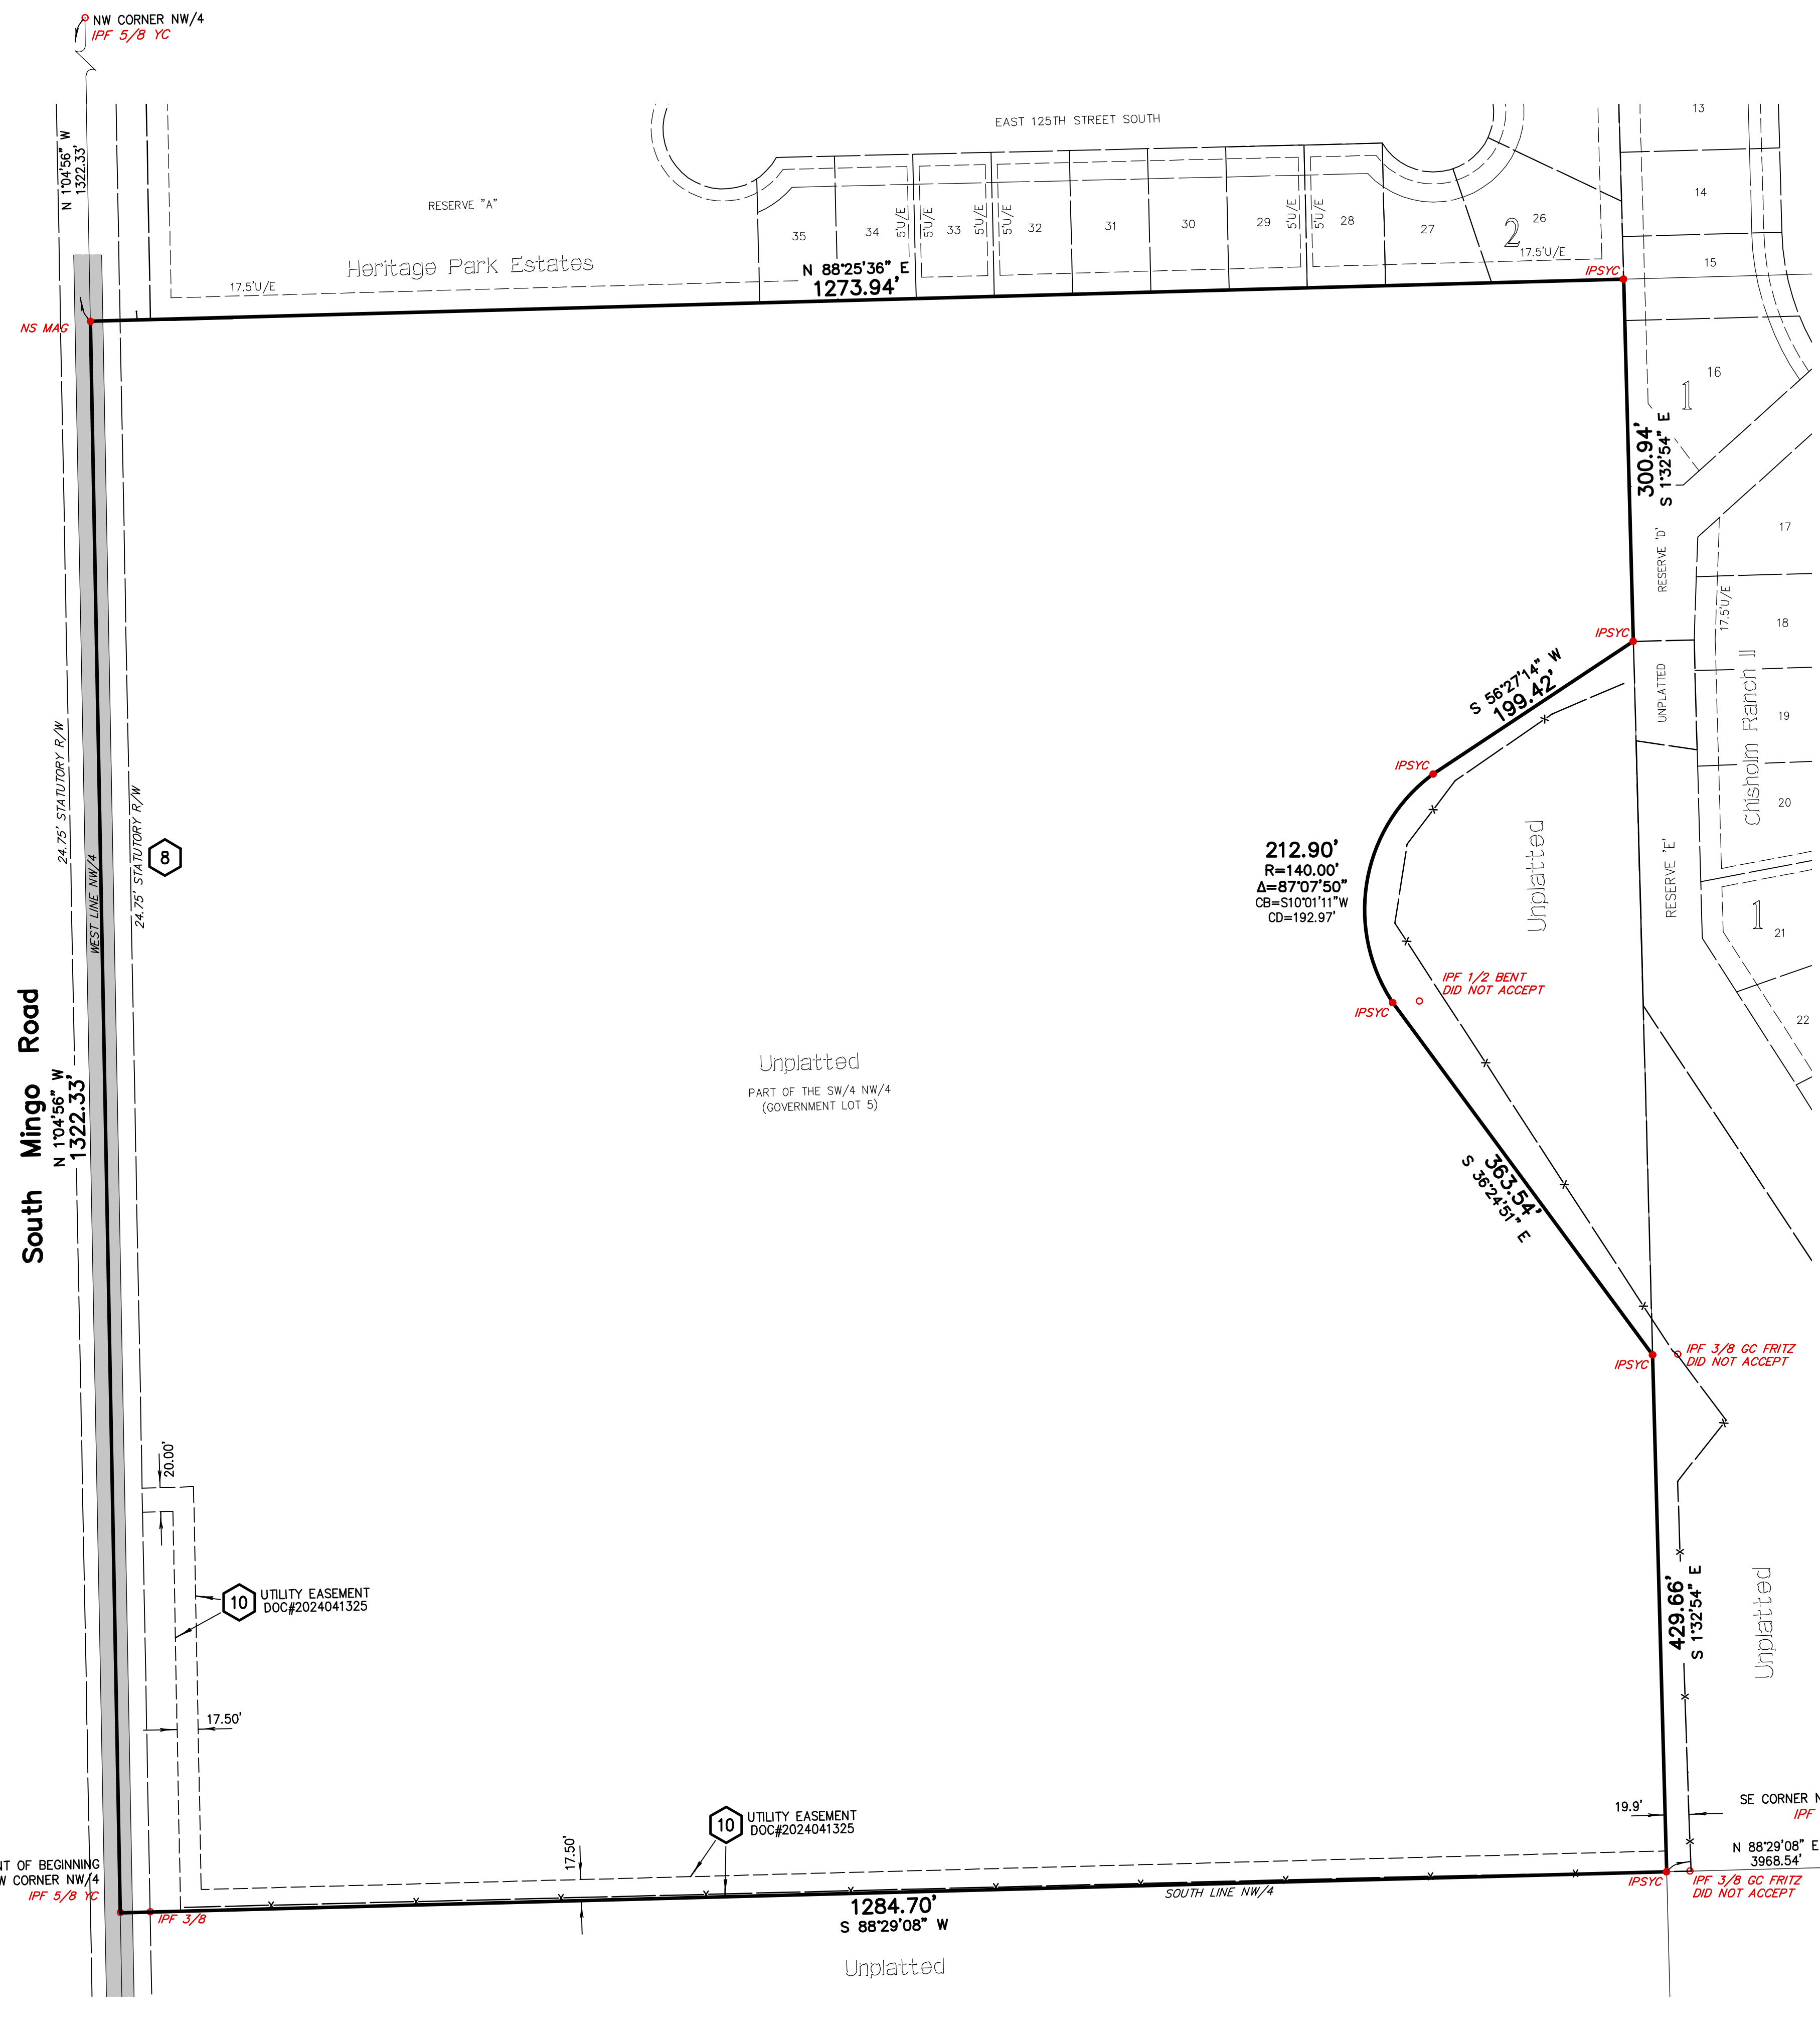 NW CORNER NW/4
IPF 5/8 YC
N 1°04'56" W
1322.33'
EAST 125TH STREET SOUTH
RESERVE "A"
Heritage Park Estates
17.5'U/E
N 88°25'36" E
1273.94'
35
34
5'U/E
5'U/E
33
5'U/E
5'U/E
32
31
30
29
5'U/E
5'U/E
28
27
2
26
17.5'U/E
13
14
15
16
1
IPSYC
NS MAG
300.94'
S 1°32'54" E
RESERVE 'D'
17
18
17.5'U/E
IPSYC
UNPLATTED
Chisholm Ranch II
19
20
S 56°27'14" W
199.42'
IPSYC
24.75' STATUTORY R/W
WEST LINE NW/4
24.75' STATUTORY R/W
8
212.90'
R=140.00'
Δ=87°07'50"
CB=S10°01'11"W
CD=192.97'
Unplatted
RESERVE 'E'
1
21
22
IPF 1/2 BENT
DID NOT ACCEPT
IPSYC
South Mingo Road
N 1°04'56" W
1322.33'
Unplatted
PART OF THE SW/4 NW/4
(GOVERNMENT LOT 5)
363.54'
S 36°24'51" E
IPF 3/8 GC FRITZ
DID NOT ACCEPT
IPSYC
20.00'
10
UTILITY EASEMENT
DOC#2024041325
429.66'
S 1°32'54" E
Unplatted
17.50'
10
UTILITY EASEMENT
DOC#2024041325
17.50'
19.9'
SE CORNER N
IPF
N 88°29'08" E
3968.54'
NT OF BEGINNING
W CORNER NW/4
IPF 5/8 YC
IPF 3/8
1284.70'
S 88°29'08" W
SOUTH LINE NW/4
IPSYC
IPF 3/8 GC FRITZ
DID NOT ACCEPT
Unplatted